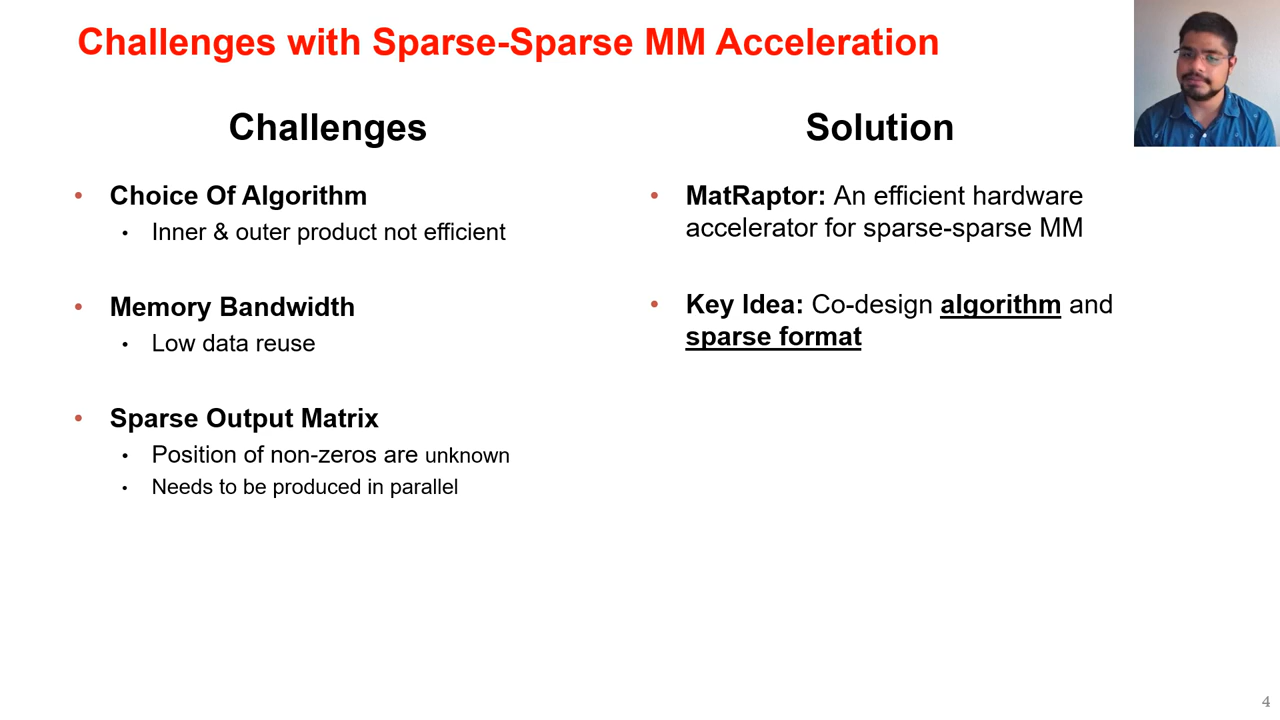 Challenges with Sparse-Sparse MM Acceleration
Challenges
• Choice Of Algorithm
• Inner & outer product not efficient
• Memory Bandwidth
• Low data reuse
• Sparse Output Matrix
• Position of non-zeros are unknown
• Needs to be produced in parallel
Solution
• MatRaptor: An efficient hardware
accelerator for sparse-sparse MM
• Key Idea: Co-design algorithm and
sparse format
4